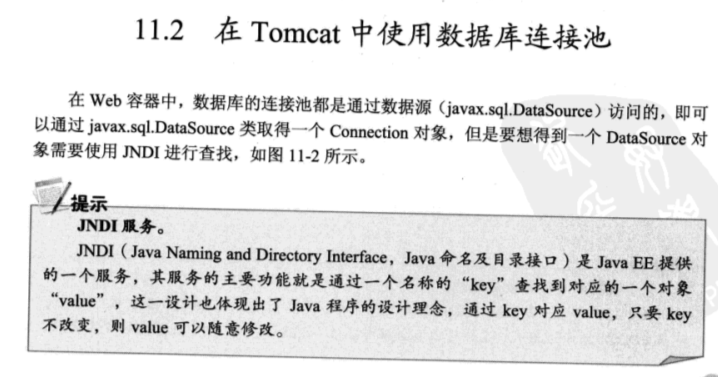 11.2 在 Tomcat 中使用数据库连接池
在 Web 容器中，数据库的连接池都是通过数据源（javax.sql.DataSource）访问的，即可
以通过 javax.sql.DataSource 类取得一个 Connection 对象，但是要想得到一个 DataSource 对
象需要使用 JNDI 进行查找，如图 11-2 所示。
提示
JNDI 服务。
JNDI（Java Naming and Directory Interface，Java 命名及目录接口）是 Java EE 提供
的一个服务，其服务的主要功能就是通过一个名称的“key”查找到对应的一个对象
“value”，这一设计也体现出了 Java 程序的设计理念，通过 key 对应 value，只要 key
不改变，则 value 可以随意修改。